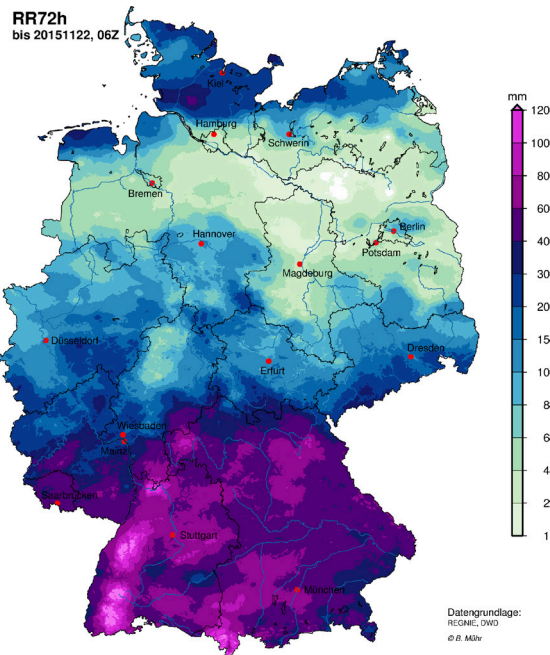 RR72h
bis 20151122, 06Z
Kiel
mm
120
Hamburg
100
Schwerin
80
Bremen
60
50
Hannover
Berlin
Potsdam
40
Magdeburg
30
20
Düsseldorf
Dresden
15
Erfurt
10
8
Wiesbaden
Mainz
6
4
Saarbrücken
2
Stuttgart
1
München
Datengrundlage:
REGNIE, DWD
© B. Mühr